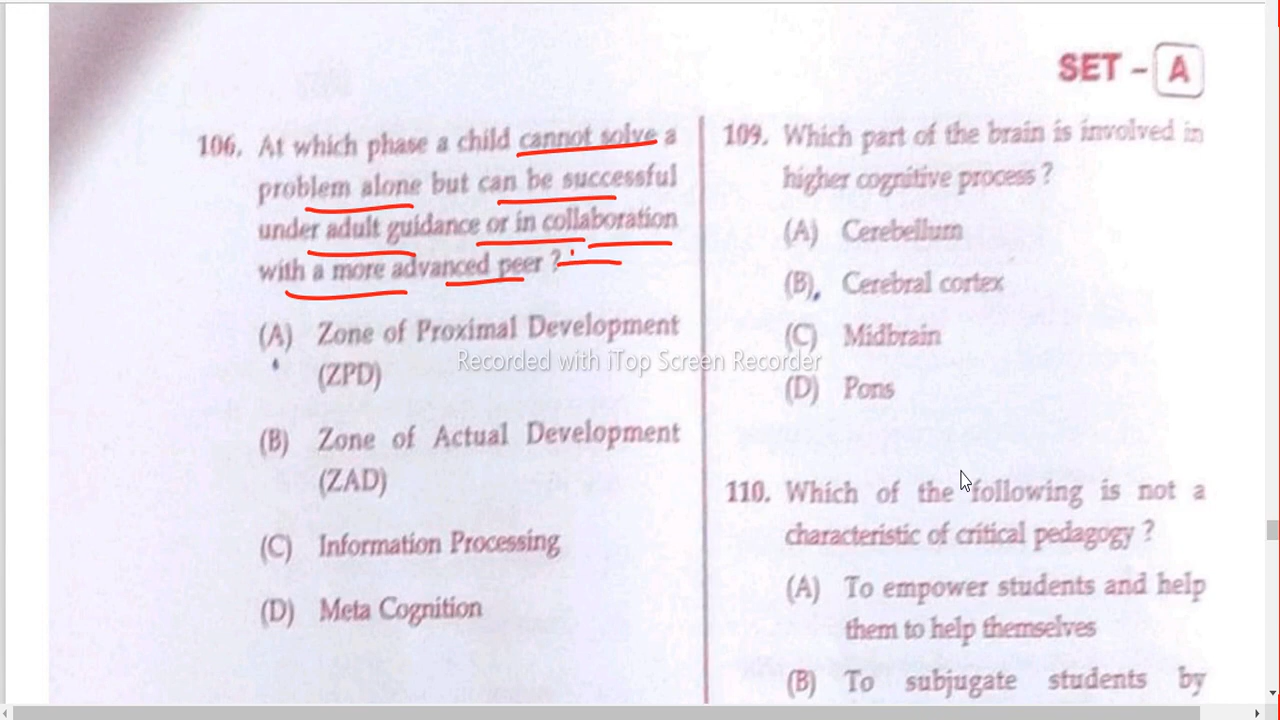 SET - A
106. At which phase a child cannot solve a
problem alone but can be successful
under adult guidance or in collaboration
with a more advanced peer ?
(A) Zone of Proximal Development
(ZPD)
(B) Zone of Actual Development
(ZAD)
(C) Information Processing
(D) Meta Cognition
109. Which part of the brain is involved in
higher cognitive process ?
(A) Cerebellum
(B) Cerebral cortex
(C) Midbrain
(D) Pons
110. Which of the following is not a
characteristic of critical pedagogy ?
(A) To empower students and help
them to help themselves
(B) To subjugate students by
Recorded with iTop Screen Recorder